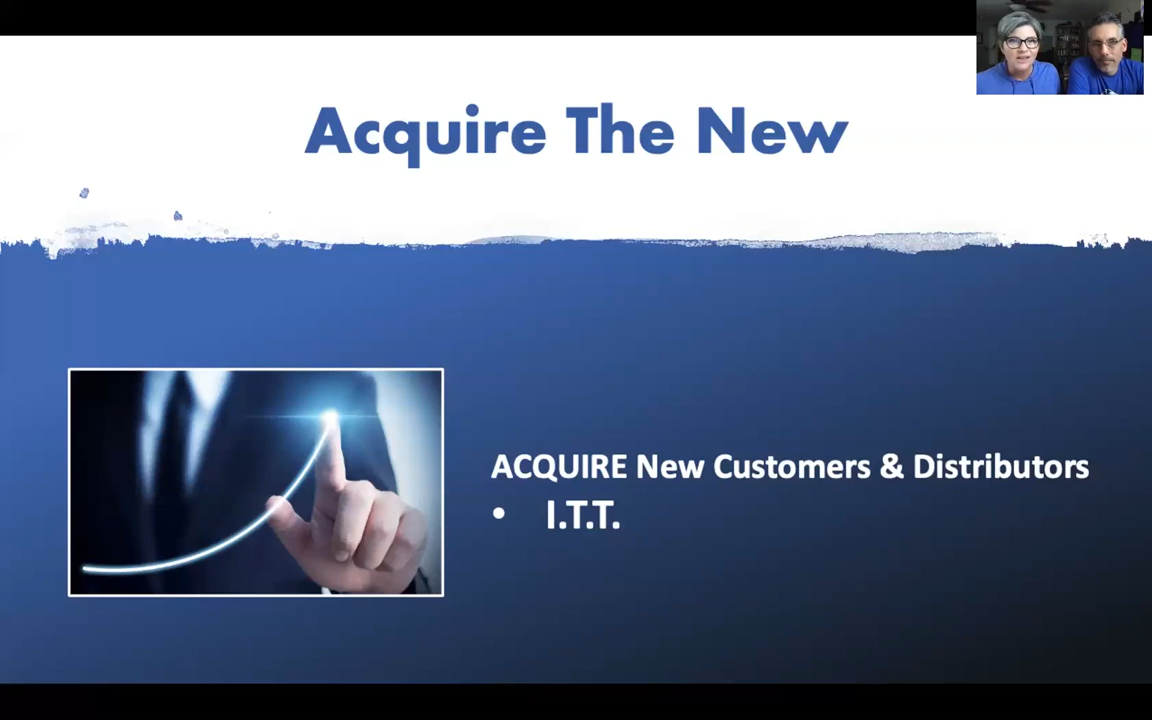 Acquire The New
ACQUIRE New Customers & Distributors
• I.T.T.